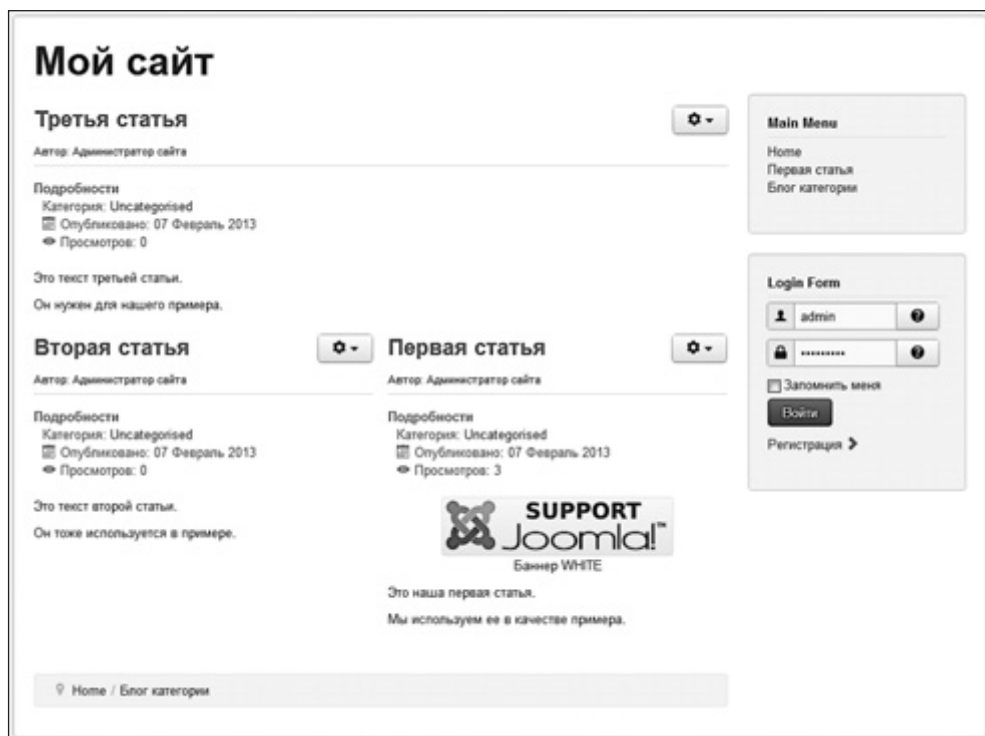 Мой сайт
Третья статья
Автор: Администратор сайта
Подробности
Категория: Uncategorised
Опубликовано: 07 Февраль 2013
Просмотров: 0
Это текст третьей статьи.
Он нужен для нашего примера.
Вторая статья
Автор: Администратор сайта
Подробности
Категория: Uncategorised
Опубликовано: 07 Февраль 2013
Просмотров: 0
Это текст второй статьи.
Он тоже используется в примере.
Первая статья
Автор: Администратор сайта
Подробности
Категория: Uncategorised
Опубликовано: 07 Февраль 2013
Просмотров: 3
SUPPORT
Joomla!™
Баннер WHITE
Это наша первая статья.
Мы используем ее в качестве примера.
Home / Блог категории
Main Menu
Home
Первая статья
Блог категории
Login Form
admin
•••••••••
Запомнить меня
Войти
Регистрация